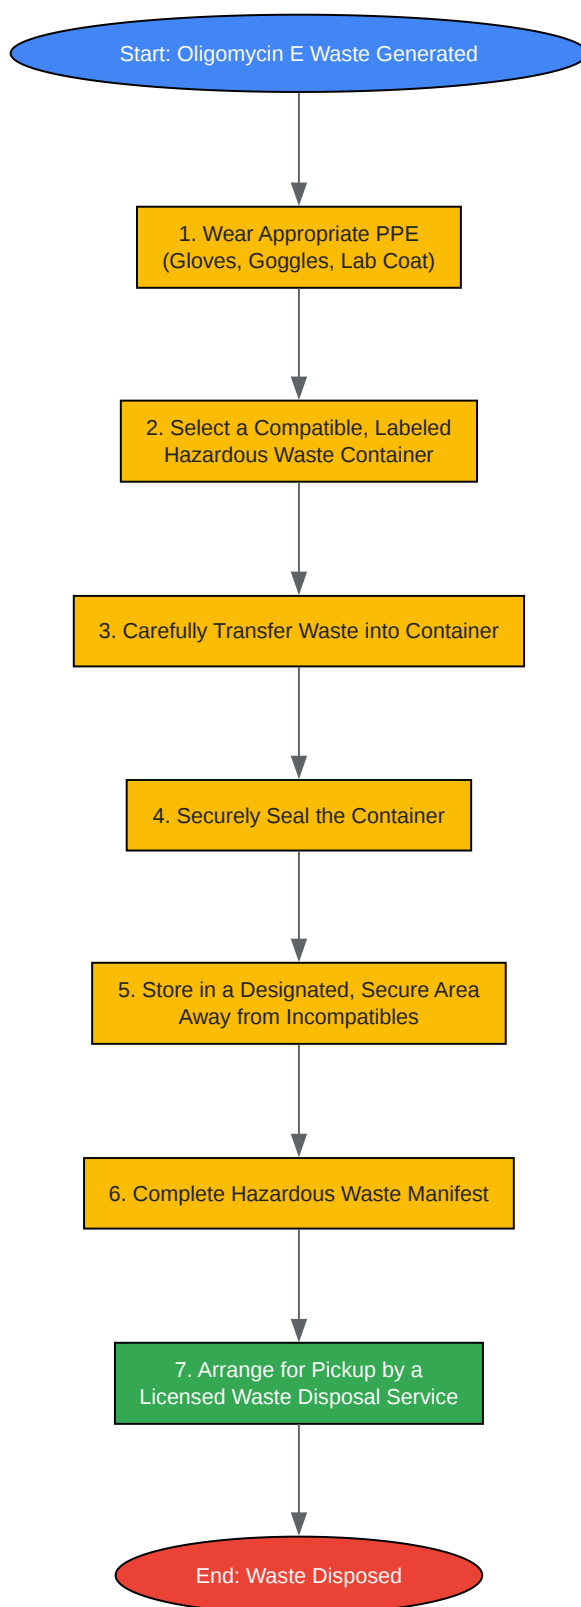 Start: Oligomycin E Waste Generated
1. Wear Appropriate PPE
(Gloves, Goggles, Lab Coat)
2. Select a Compatible, Labeled
Hazardous Waste Container
3. Carefully Transfer Waste into Container
4. Securely Seal the Container
5. Store in a Designated, Secure Area
Away from Incompatibles
6. Complete Hazardous Waste Manifest
7. Arrange for Pickup by a
Licensed Waste Disposal Service
End: Waste Disposed